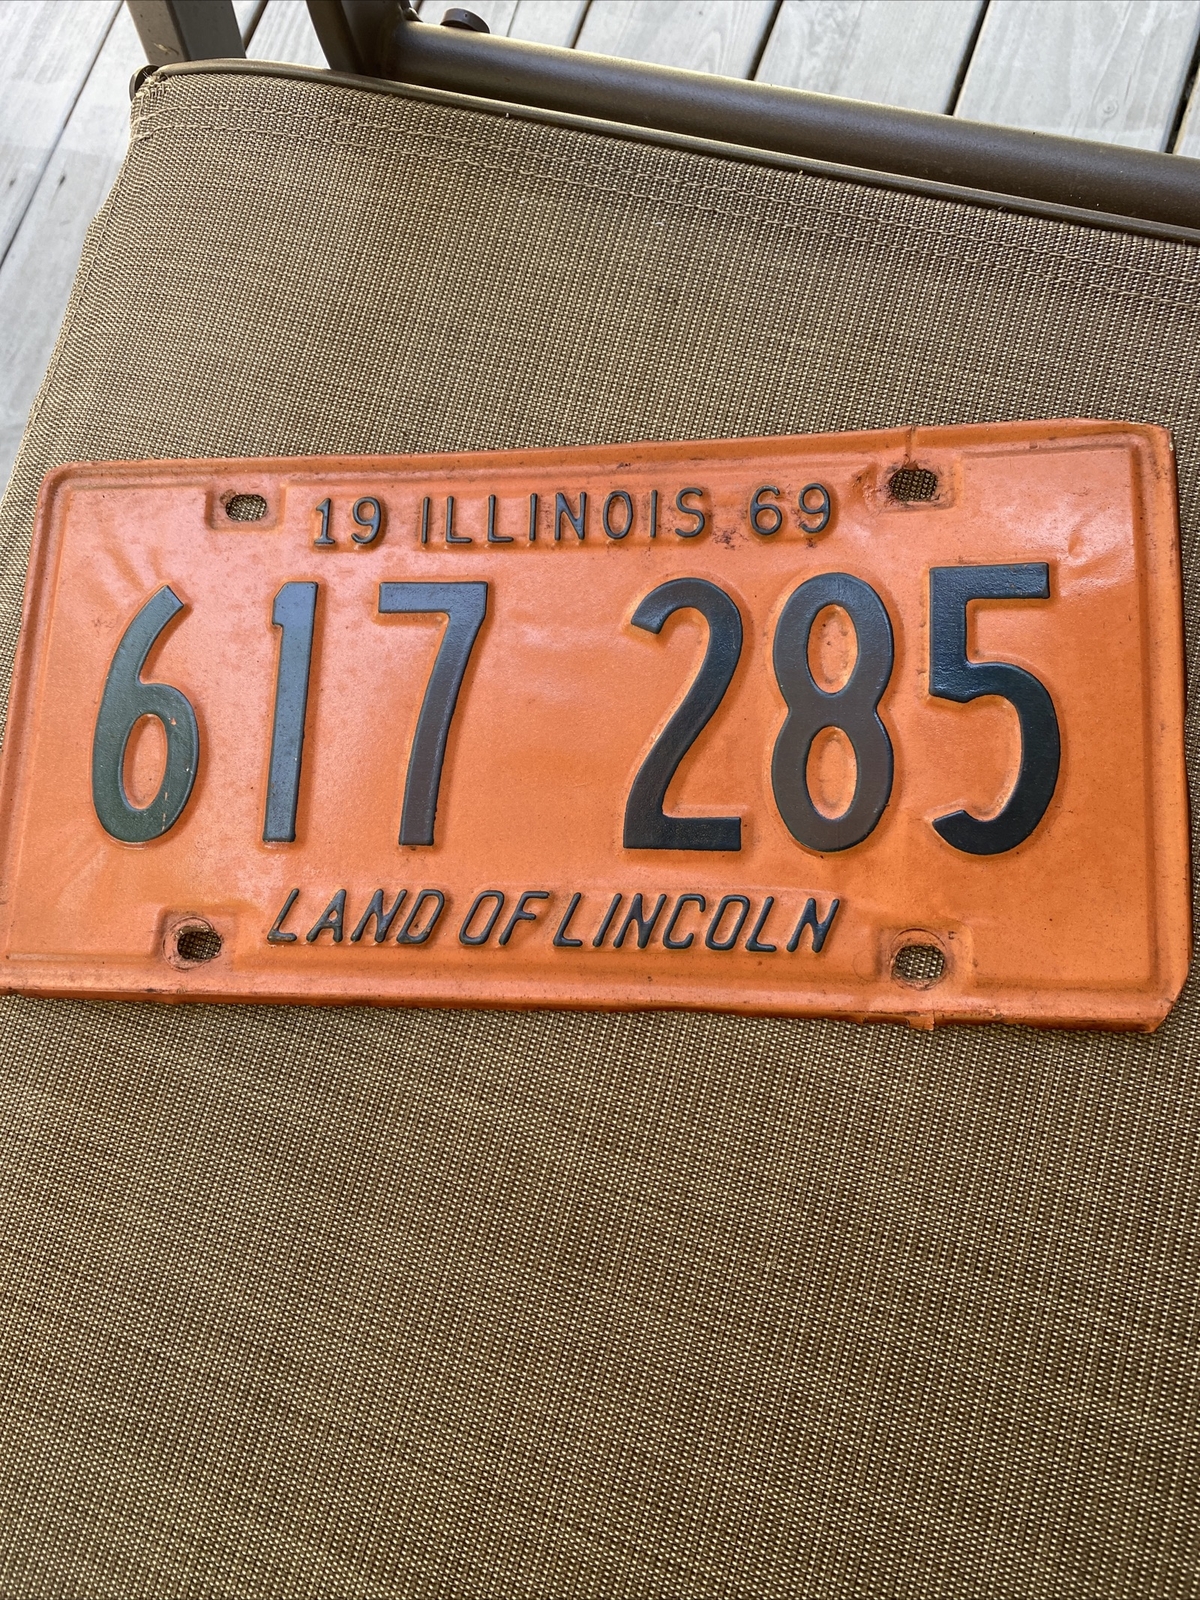 19 ILLINOIS 69
617 285
LAND OF LINCOLN